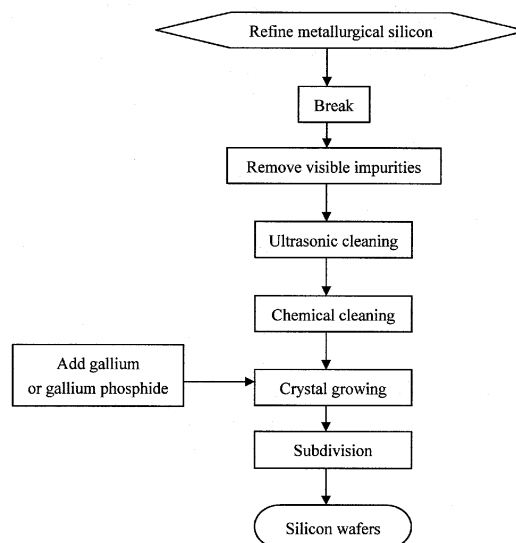 Refine metallurgical silicon
Break
Remove visible impurities
Ultrasonic cleaning
Chemical cleaning
Add gallium
or gallium phosphide
Crystal growing
Subdivision
Silicon wafers